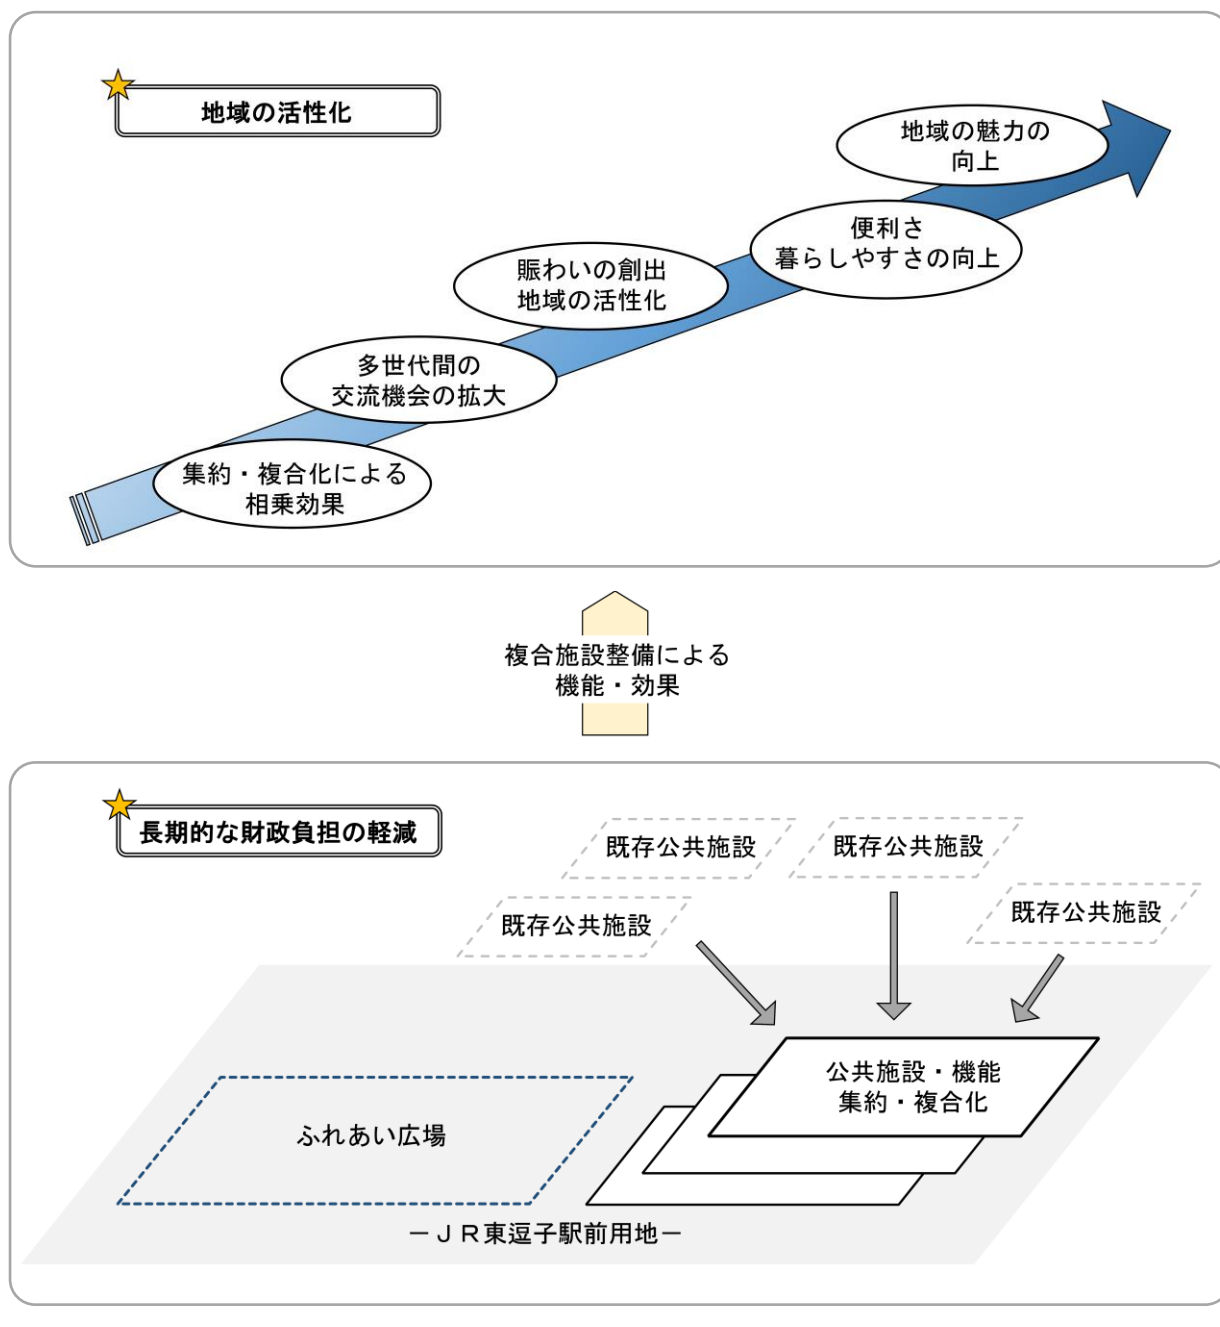 地域の活性化
地域の魅力の
向上
便利さ
暮らしやすさの向上
賑わいの創出
地域の活性化
多世代間の
交流機会の拡大
集約・複合化による
相乗効果
複合施設整備による
機能・効果
長期的な財政負担の軽減
既存公共施設
既存公共施設
既存公共施設
既存公共施設
公共施設・機能
集約・複合化
ふれあい広場
－ＪＲ東逗子駅前用地－